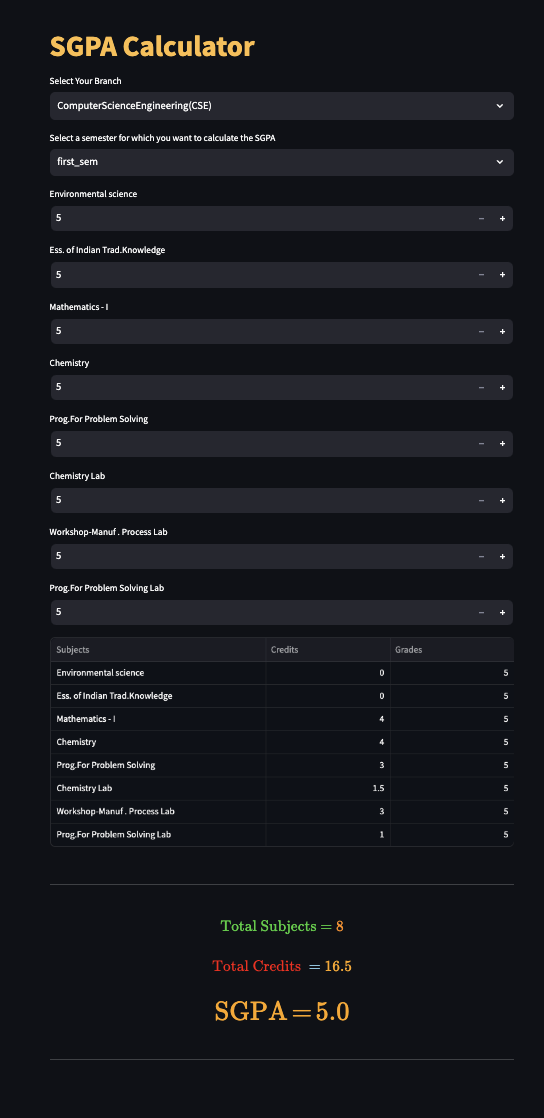 SGPA Calculator
Select Your Branch
ComputerScienceEngineering(CSE)
Select a semester for which you want to calculate the SGPA
first_sem
Environmental science
5 − +
Ess. of Indian Trad.Knowledge
5 − +
Mathematics - I
5 − +
Chemistry
5 − +
Prog.For Problem Solving
5 − +
Chemistry Lab
5 − +
Workshop-Manuf . Process Lab
5 − +
Prog.For Problem Solving Lab
5 − +
Subjects Credits Grades
Environmental science 0 5
Ess. of Indian Trad.Knowledge 0 5
Mathematics - I 4 5
Chemistry 4 5
Prog.For Problem Solving 3 5
Chemistry Lab 1.5 5
Workshop-Manuf . Process Lab 3 5
Prog.For Problem Solving Lab 1 5
Total Subjects = 8
Total Credits = 16.5
SGPA = 5.0